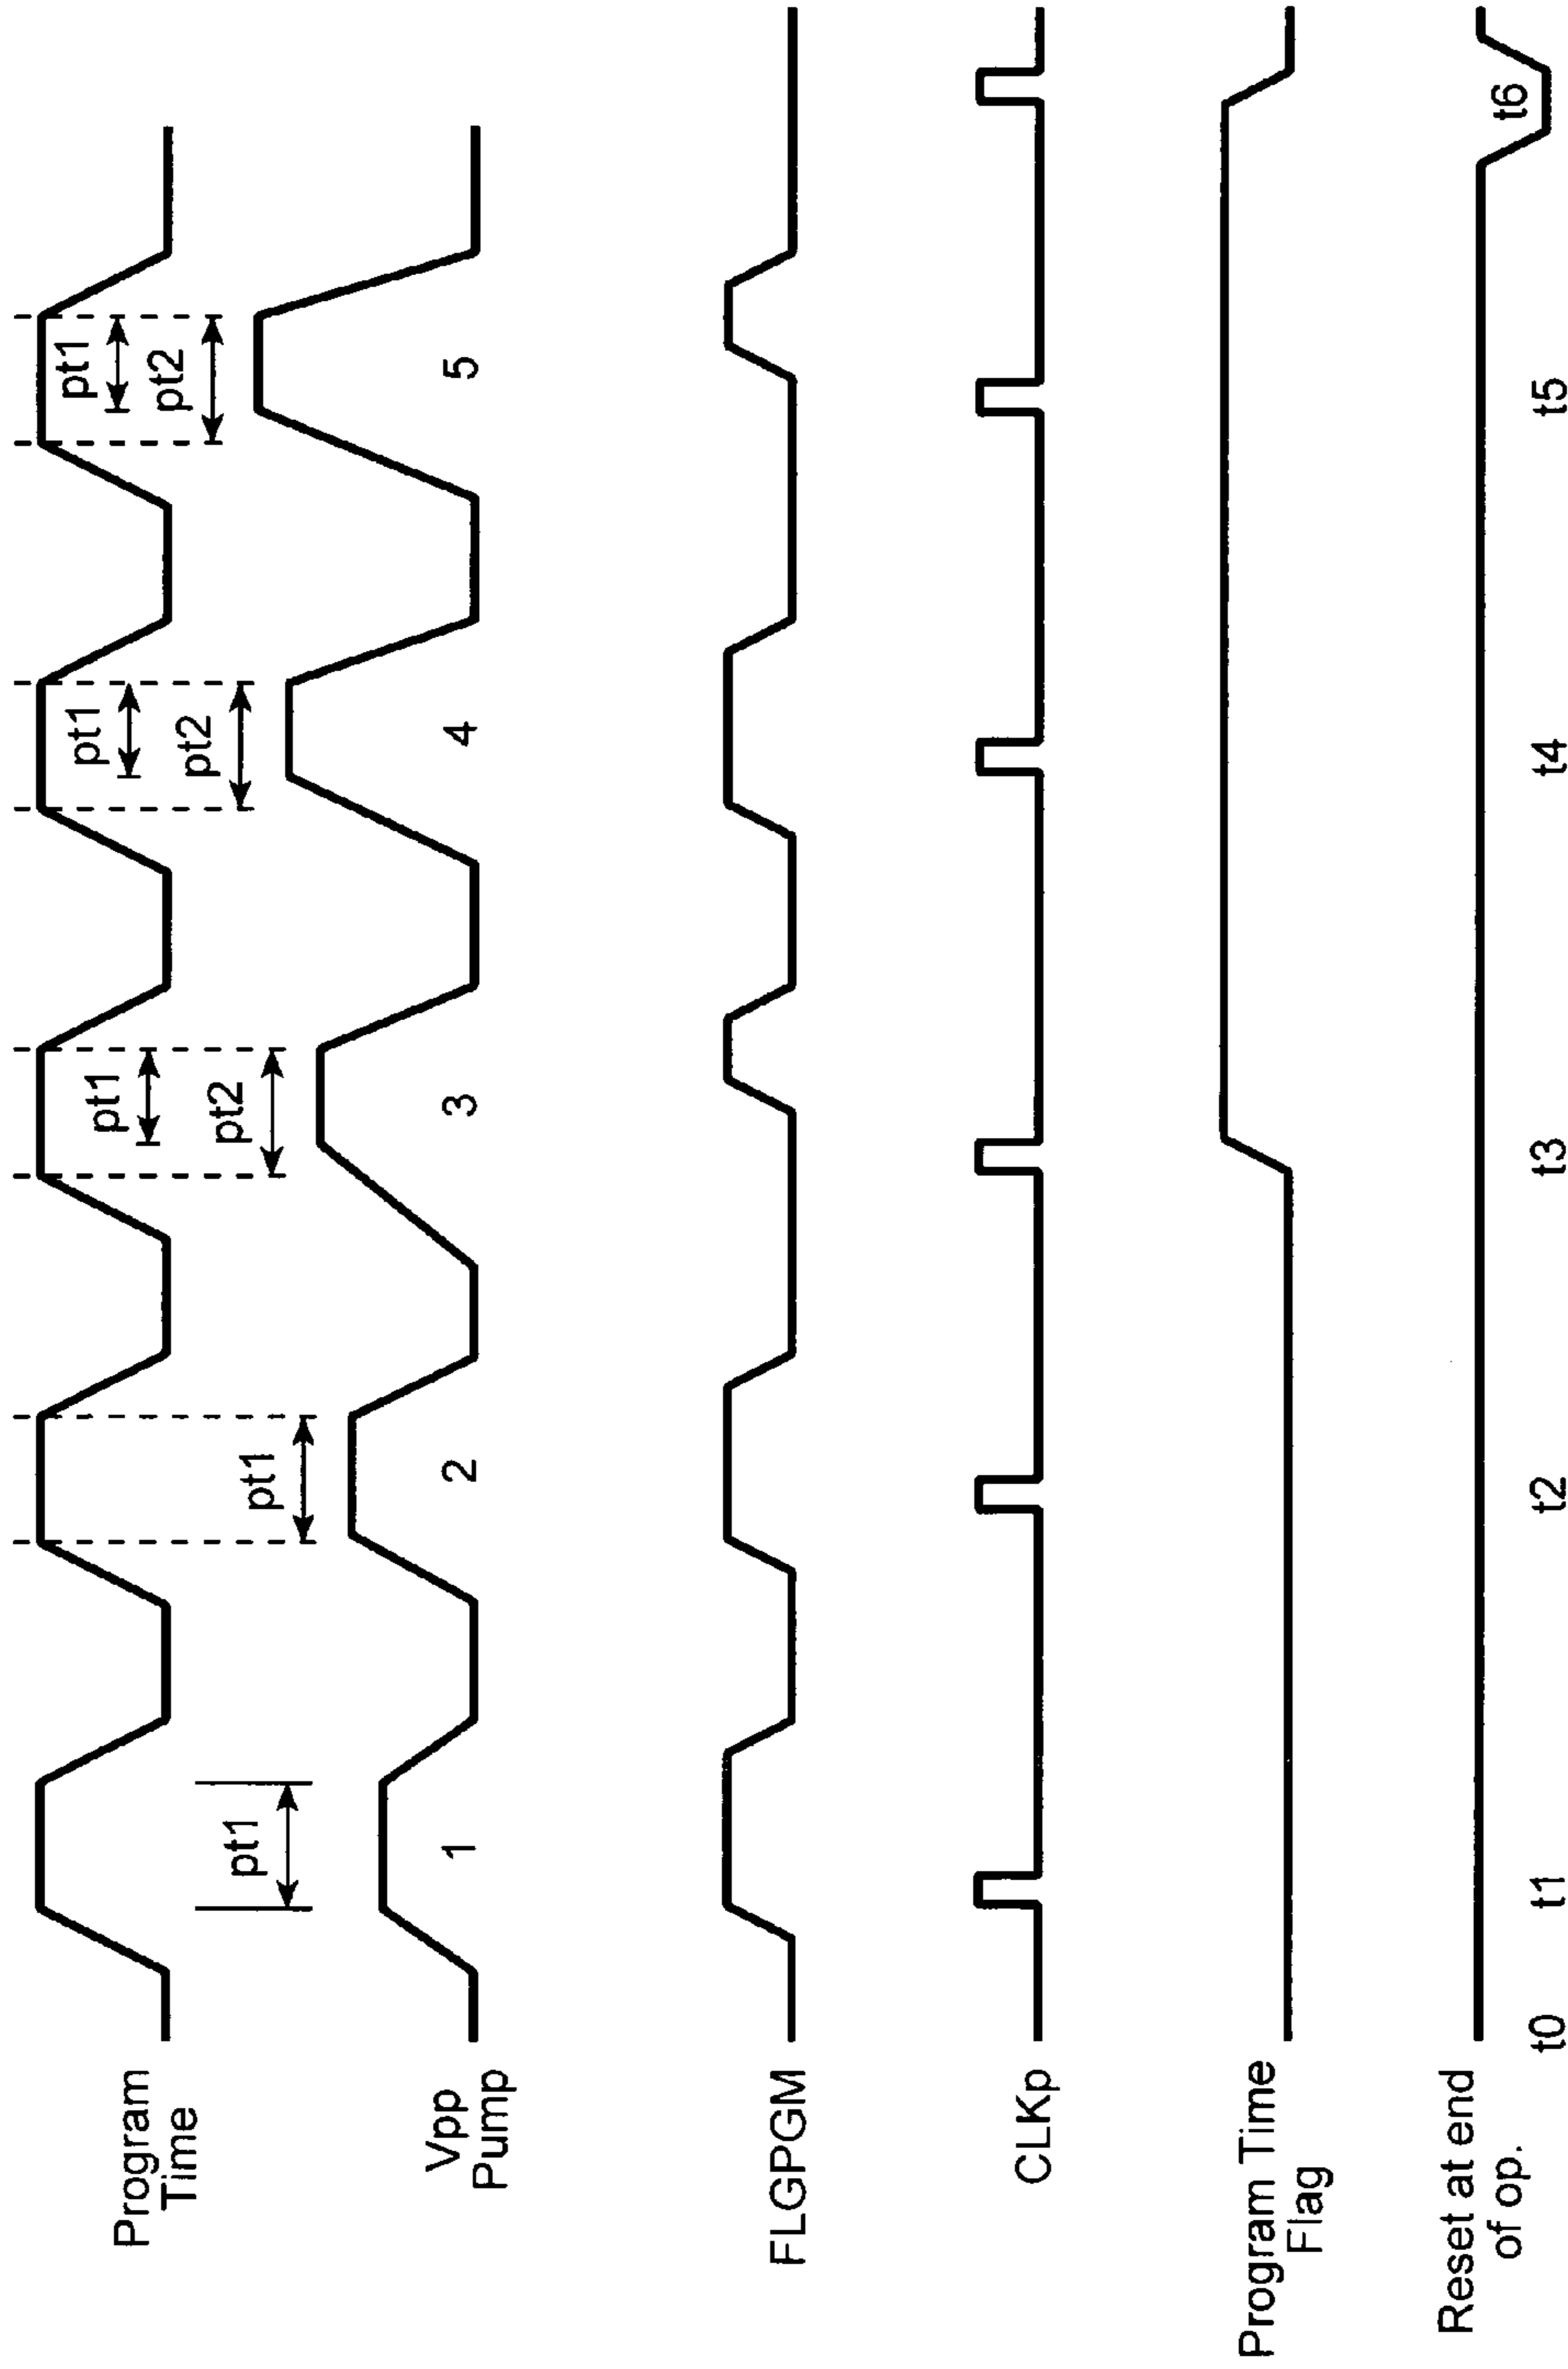 Program
Time
pt1
pt1
pt1
pt2
pt1
pt2
pt1
pt2
Vpp
Pump
1
2
3
4
5
FLGPGM
CLKp
Program Time
Flag
Reset at end
of op.
t6
t0
t1
t2
t3
t4
t5